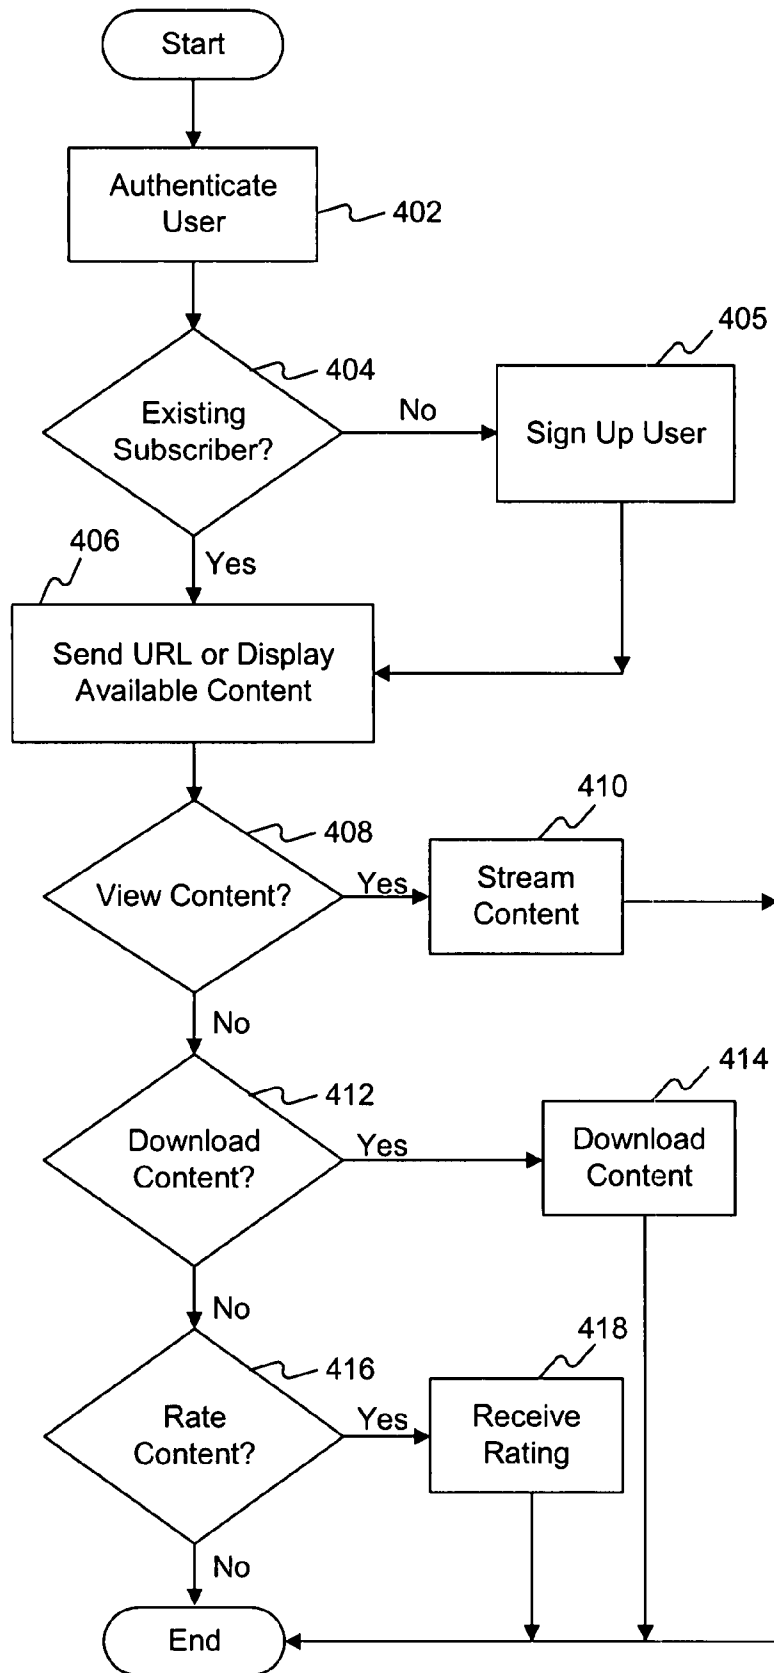 Start
Authenticate
User
402
404
405
Existing
Subscriber?
No
Sign Up User
406
Yes
Send URL or Display
Available Content
410
408
View Content?
Yes
Stream
Content
No
412
414
Download
Content?
Yes
Download
Content
No
416
418
Rate
Content?
Yes
Receive
Rating
No
End